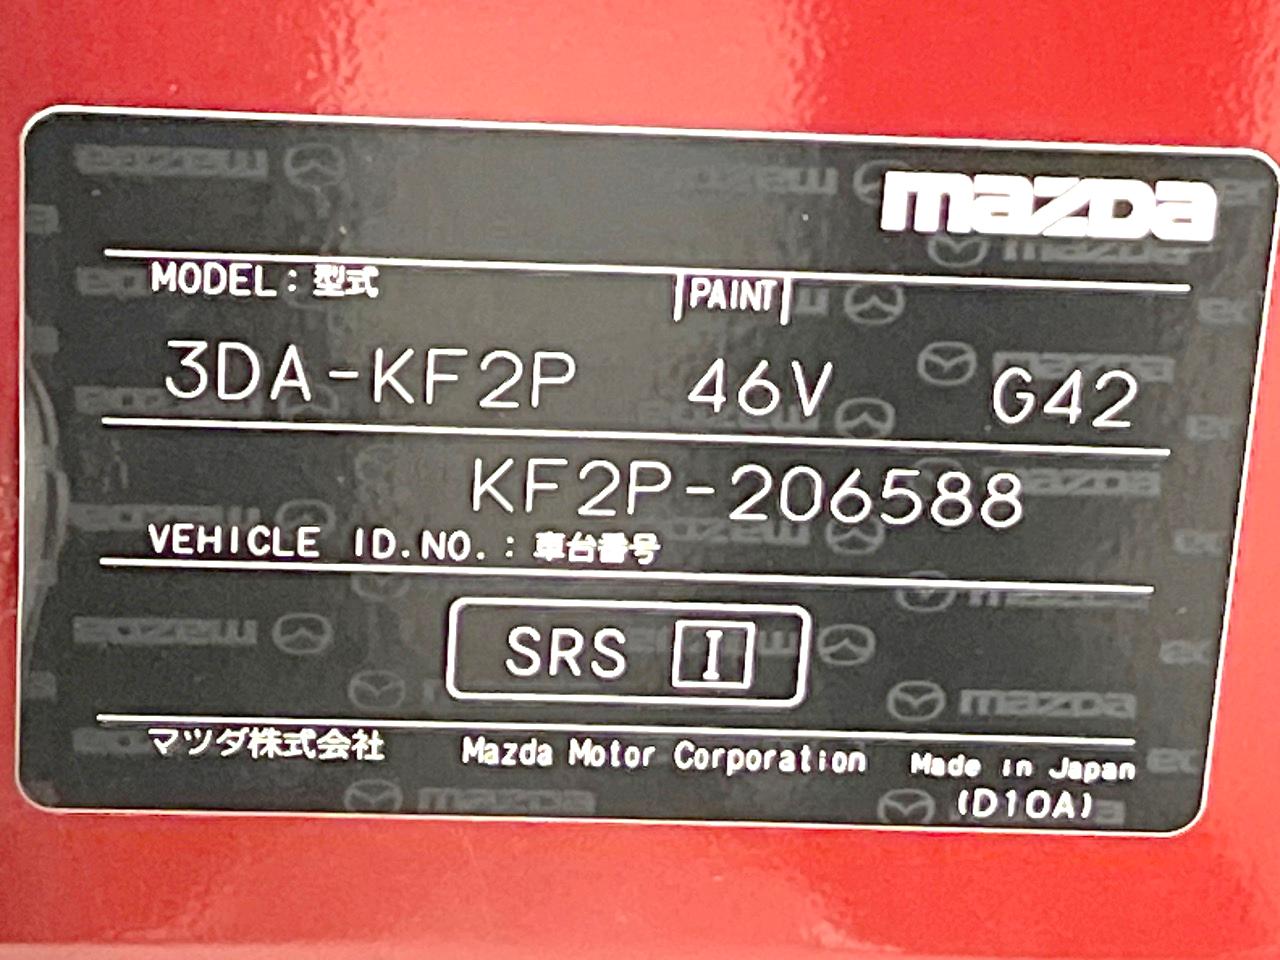 mazda
MODEL：型式 PAINT
3DA-KF2P 46V G42
KF2P-206588
VEHICLE ID.NO.：車台番号
SRS I
マツダ株式会社 Mazda Motor Corporation Made in Japan
(D10A)